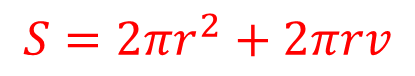 S = 2πr² + 2πrv